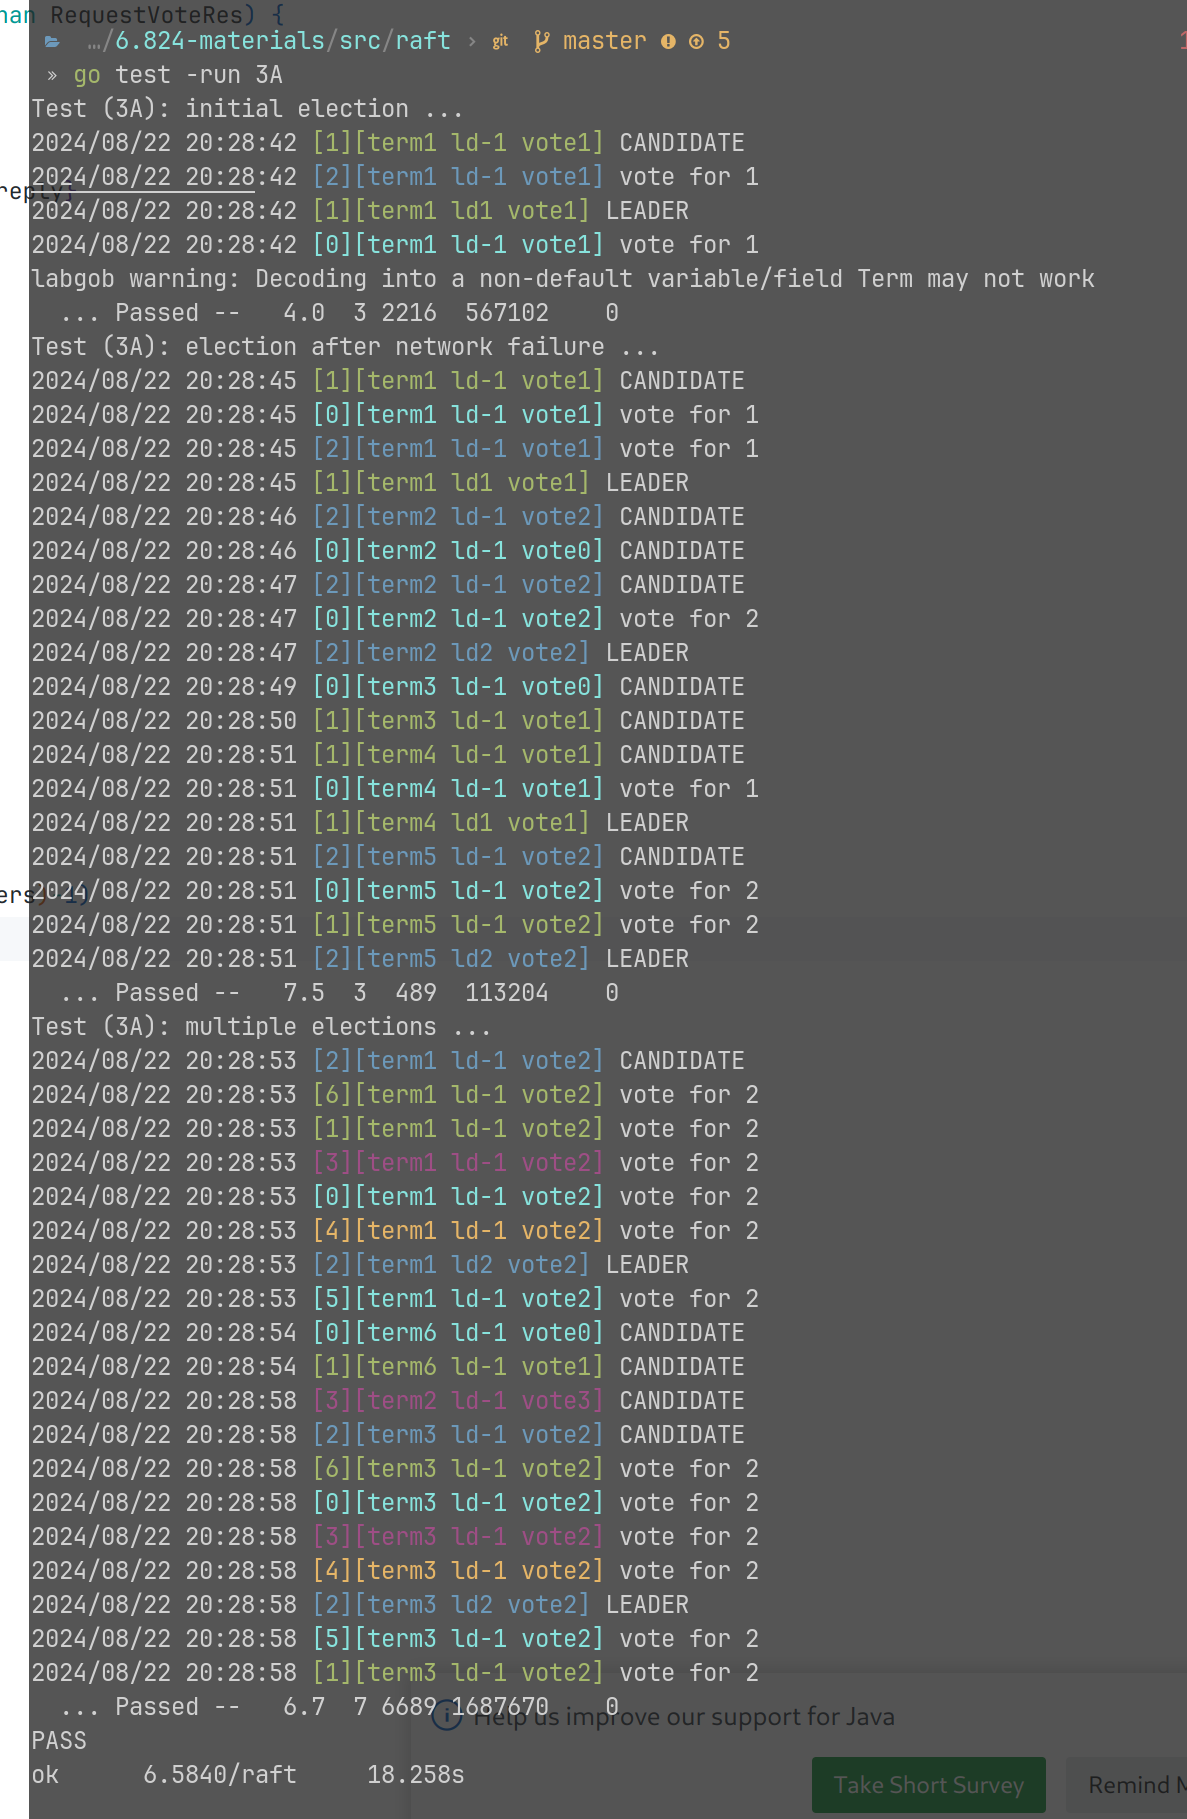 han RequestVoteRes) {
…/6.824-materials/src/raft › git master 5
» go test -run 3A
Test (3A): initial election ...
2024/08/22 20:28:42 [1][term1 ld-1 vote1] CANDIDATE
2024/08/22 20:28:42 [2][term1 ld-1 vote1] vote for 1
reply
2024/08/22 20:28:42 [1][term1 ld1 vote1] LEADER
2024/08/22 20:28:42 [0][term1 ld-1 vote1] vote for 1
labgob warning: Decoding into a non-default variable/field Term may not work
... Passed -- 4.0 3 2216 567102 0
Test (3A): election after network failure ...
2024/08/22 20:28:45 [1][term1 ld-1 vote1] CANDIDATE
2024/08/22 20:28:45 [0][term1 ld-1 vote1] vote for 1
2024/08/22 20:28:45 [2][term1 ld-1 vote1] vote for 1
2024/08/22 20:28:45 [1][term1 ld1 vote1] LEADER
2024/08/22 20:28:46 [2][term2 ld-1 vote2] CANDIDATE
2024/08/22 20:28:46 [0][term2 ld-1 vote0] CANDIDATE
2024/08/22 20:28:47 [2][term2 ld-1 vote2] CANDIDATE
2024/08/22 20:28:47 [0][term2 ld-1 vote2] vote for 2
2024/08/22 20:28:47 [2][term2 ld2 vote2] LEADER
2024/08/22 20:28:49 [0][term3 ld-1 vote0] CANDIDATE
2024/08/22 20:28:50 [1][term3 ld-1 vote1] CANDIDATE
2024/08/22 20:28:51 [1][term4 ld-1 vote1] CANDIDATE
2024/08/22 20:28:51 [0][term4 ld-1 vote1] vote for 1
2024/08/22 20:28:51 [1][term4 ld1 vote1] LEADER
2024/08/22 20:28:51 [2][term5 ld-1 vote2] CANDIDATE
2024/08/22 20:28:51 [0][term5 ld-1 vote2] vote for 2
2024/08/22 20:28:51 [1][term5 ld-1 vote2] vote for 2
2024/08/22 20:28:51 [2][term5 ld2 vote2] LEADER
... Passed -- 7.5 3 489 113204 0
Test (3A): multiple elections ...
2024/08/22 20:28:53 [2][term1 ld-1 vote2] CANDIDATE
2024/08/22 20:28:53 [6][term1 ld-1 vote2] vote for 2
2024/08/22 20:28:53 [1][term1 ld-1 vote2] vote for 2
2024/08/22 20:28:53 [3][term1 ld-1 vote2] vote for 2
2024/08/22 20:28:53 [0][term1 ld-1 vote2] vote for 2
2024/08/22 20:28:53 [4][term1 ld-1 vote2] vote for 2
2024/08/22 20:28:53 [2][term1 ld2 vote2] LEADER
2024/08/22 20:28:53 [5][term1 ld-1 vote2] vote for 2
2024/08/22 20:28:54 [0][term6 ld-1 vote0] CANDIDATE
2024/08/22 20:28:54 [1][term6 ld-1 vote1] CANDIDATE
2024/08/22 20:28:58 [3][term2 ld-1 vote3] CANDIDATE
2024/08/22 20:28:58 [2][term3 ld-1 vote2] CANDIDATE
2024/08/22 20:28:58 [6][term3 ld-1 vote2] vote for 2
2024/08/22 20:28:58 [0][term3 ld-1 vote2] vote for 2
2024/08/22 20:28:58 [3][term3 ld-1 vote2] vote for 2
2024/08/22 20:28:58 [4][term3 ld-1 vote2] vote for 2
2024/08/22 20:28:58 [2][term3 ld2 vote2] LEADER
2024/08/22 20:28:58 [5][term3 ld-1 vote2] vote for 2
2024/08/22 20:28:58 [1][term3 ld-1 vote2] vote for 2
... Passed -- 6.7 7 6689 1687670 0
Help us improve our support for Java
PASS
ok 6.5840/raft 18.258s
Take Short Survey
Remind